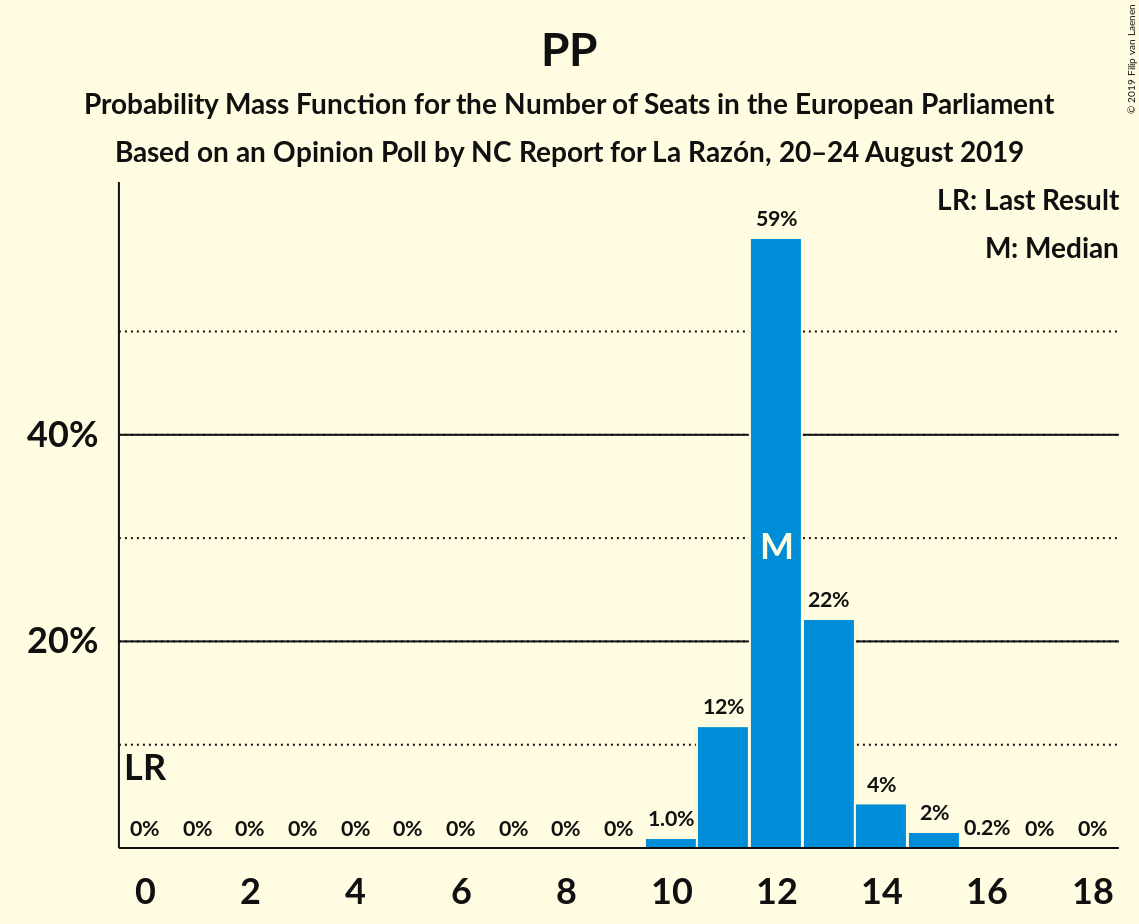 PP
Probability Mass Function for the Number of Seats in the European Parliament
Based on an Opinion Poll by NC Report for La Razón, 20–24 August 2019
© 2019 Filip van Laenen
LR: Last Result
M: Median
59%
40%
M
22%
20%
12%
LR
4%
2%
1.0%
0.2%
0% 0% 0% 0% 0% 0% 0% 0% 0% 0% 0% 0%
0 2 4 6 8 10 12 14 16 18